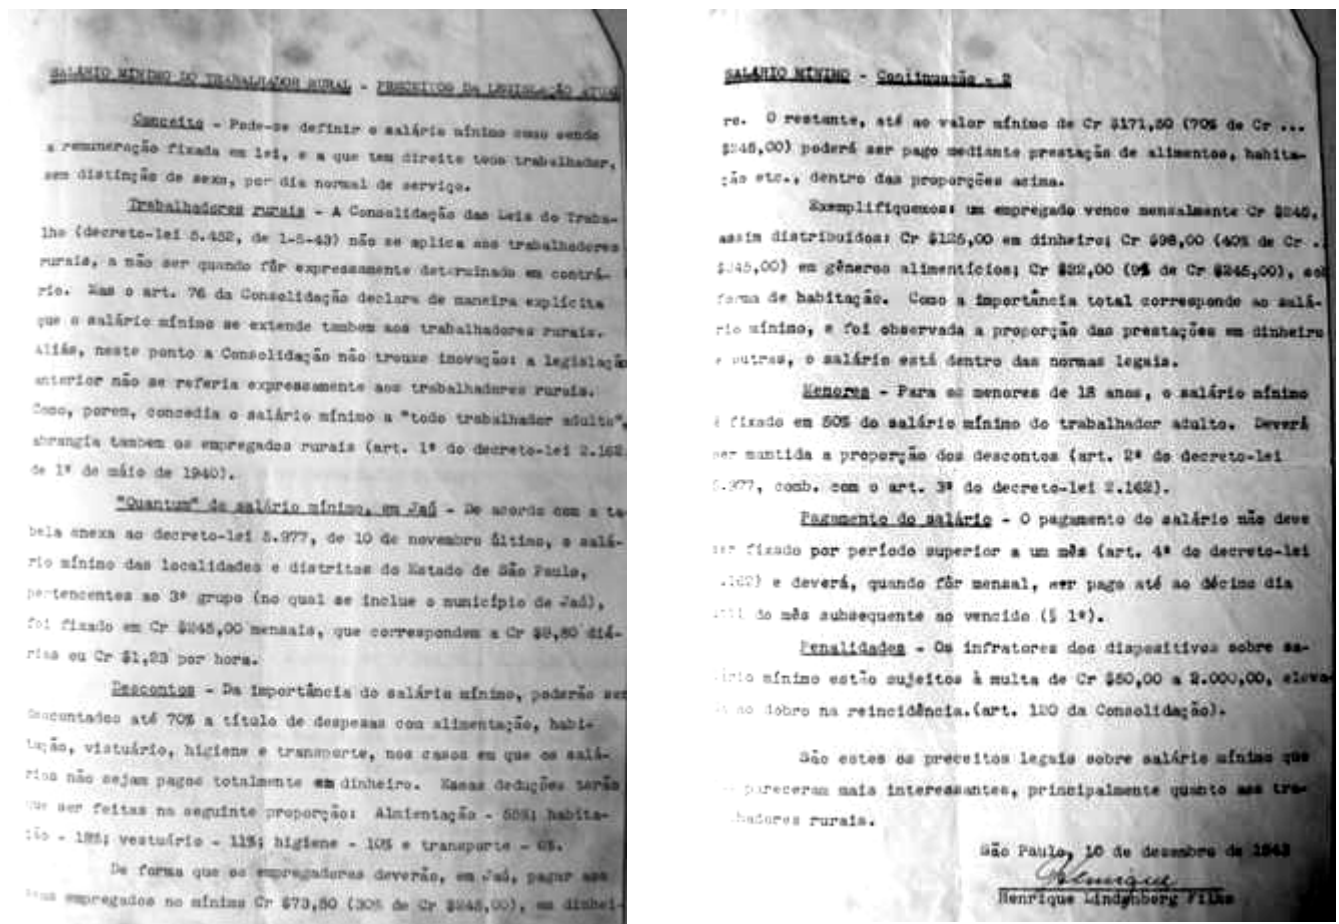 SALÁRIO MÍNIMO DO TRABALHADOR RURAL - PRECEITOS DA LEGISLAÇÃO ATUAL
Conceito - Pode-se definir o salário mínimo como sendo
a remuneração fixada em lei, e a que tem direito todo trabalhador,
sem distinção de sexo, por dia normal de serviço.
Trabalhadores rurais - A Consolidação das Leis do Traba-
lho (decreto-lei 5.452, de 1-5-43) não se aplica aos trabalhadores
rurais, a não ser quando fôr expressamente determinado em contrá-
rio. Mas o art. 76 da Consolidação declara de maneira explícita
que o salário mínimo se extende tambem aos trabalhadores rurais.
Aliás, neste ponto a Consolidação não trouxe inovação: a legislação
anterior não se referia expressamente aos trabalhadores rurais.
Como, porem, concedia o salário mínimo a "todo trabalhador adulto",
abrangia tambem os empregados rurais (art. 1º do decreto-lei 2.162,
de 1º de máio de 1940).
"Quantum" de salário mínimo, em Jaú - De acordo com a ta-
bela anexa ao decreto-lei 5.977, de 10 de novembro último, o salá-
rio mínimo das localidades e distritos do Estado de São Paulo,
pertencentes ao 3º grupo (no qual se inclue o município de Jaú),
foi fixado em Cr $245,00 mensais, que correspondem a Cr $9,80 diá-
rios ou Cr $1,23 por hora.
Descontos - Da importância do salário mínimo, poderão ser
descontados até 70% a título de despesas com alimentação, habi-
tação, vistuário, higiene e transporte, nos casos em que os salá-
rios não sejam pagos totalmente em dinheiro. Essas deduções terão
que ser feitas na seguinte proporção: Almientação - 55%; habita-
ção - 18%; vestuário - 11%; higiene - 10% e transporte - 6%.
De forma que os empregadores deverão, em Jaú, pagar aos
seus empregados no mínimo Cr $73,50 (30% de Cr $245,00), em dinhei-
SALÁRIO MÍNIMO - Continuação - 2
ro. O restante, até ao valor mínimo de Cr $171,50 (70% de Cr ...
$245,00) poderá ser pago mediante prestação de alimentos, habita-
ção etc., dentro das proporções acima.
Exemplifiquemos: um empregado vence mensalmente Cr $245,
assim distribuidos: Cr $125,00 em dinheiro; Cr $98,00 (40% de Cr ..
$245,00) em gêneros alimentícios; Cr $22,00 (9% de Cr $245,00), sob
forma de habitação. Como a importância total corresponde ao salá-
rio mínimo, e foi observada a proporção das prestações em dinheiro
e outras, o salário está dentro das normas legais.
Menores - Para os menores de 18 anos, o salário mínimo
é fixado em 50% do salário mínimo do trabalhador adulto. Deverá
ser mantida a proporção dos descontos (art. 2º do decreto-lei
5.977, comb. com o art. 3º do decreto-lei 2.162).
Pagamento do salário - O pagamento do salário não deve
ser fixado por período superior a um mês (art. 4º do decreto-lei
2.162) e deverá, quando fôr mensal, ser pago até ao décimo dia
do mês subsequente ao vencido (§ 1º).
Penalidades - Os infratores dos dispositivos sobre sa-
lário mínimo estão sujeitos à multa de Cr $50,00 a 2.000,00, eleva-
da ao dobro na reincidência.(art. 120 da Consolidação).
São estes os preceitos legais sobre salário mínimo que
pareceram mais interessantes, principalmente quanto aos tra-
balhadores rurais.
São Paulo, 10 de dezembro de 1943
Henrique
Henrique Lindenberg Filho